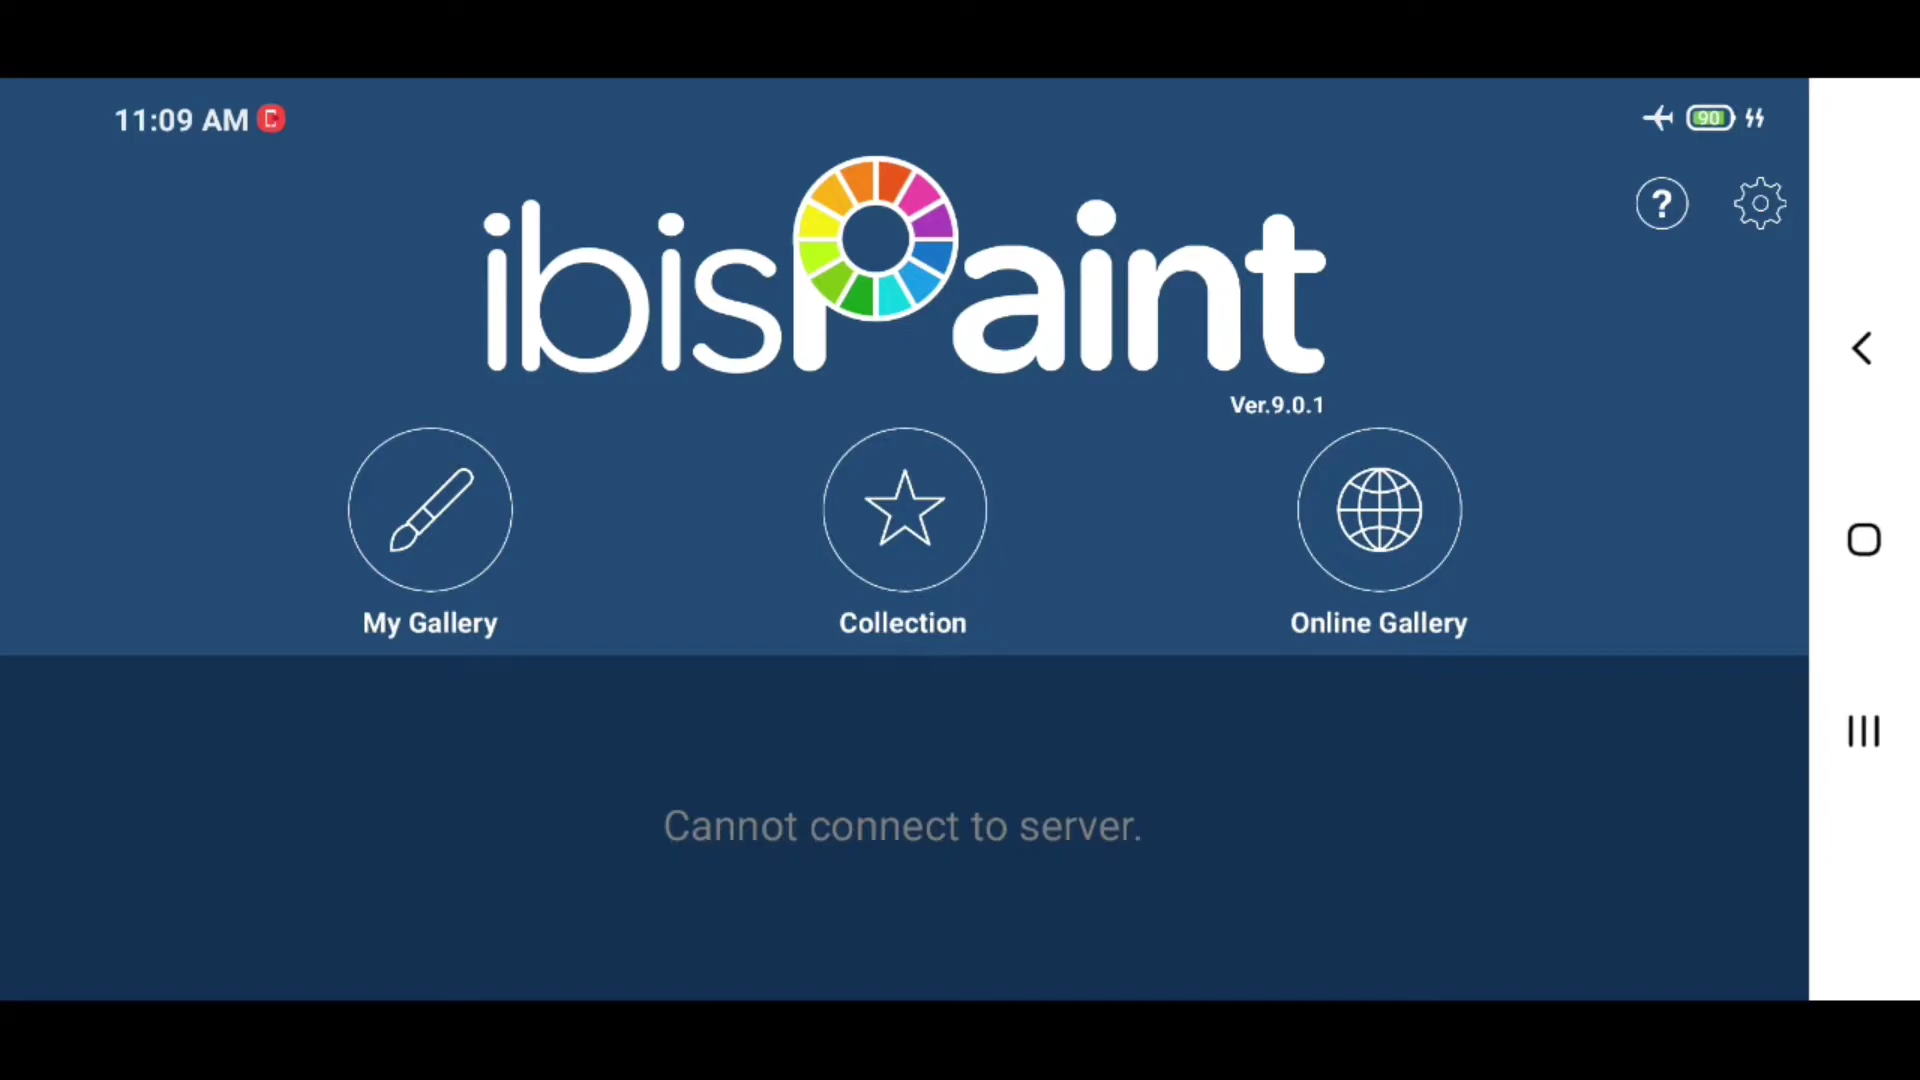 11:09 AM
90
?
ibisPaint
Ver.9.0.1
My Gallery
Collection
Online Gallery
Cannot connect to server.